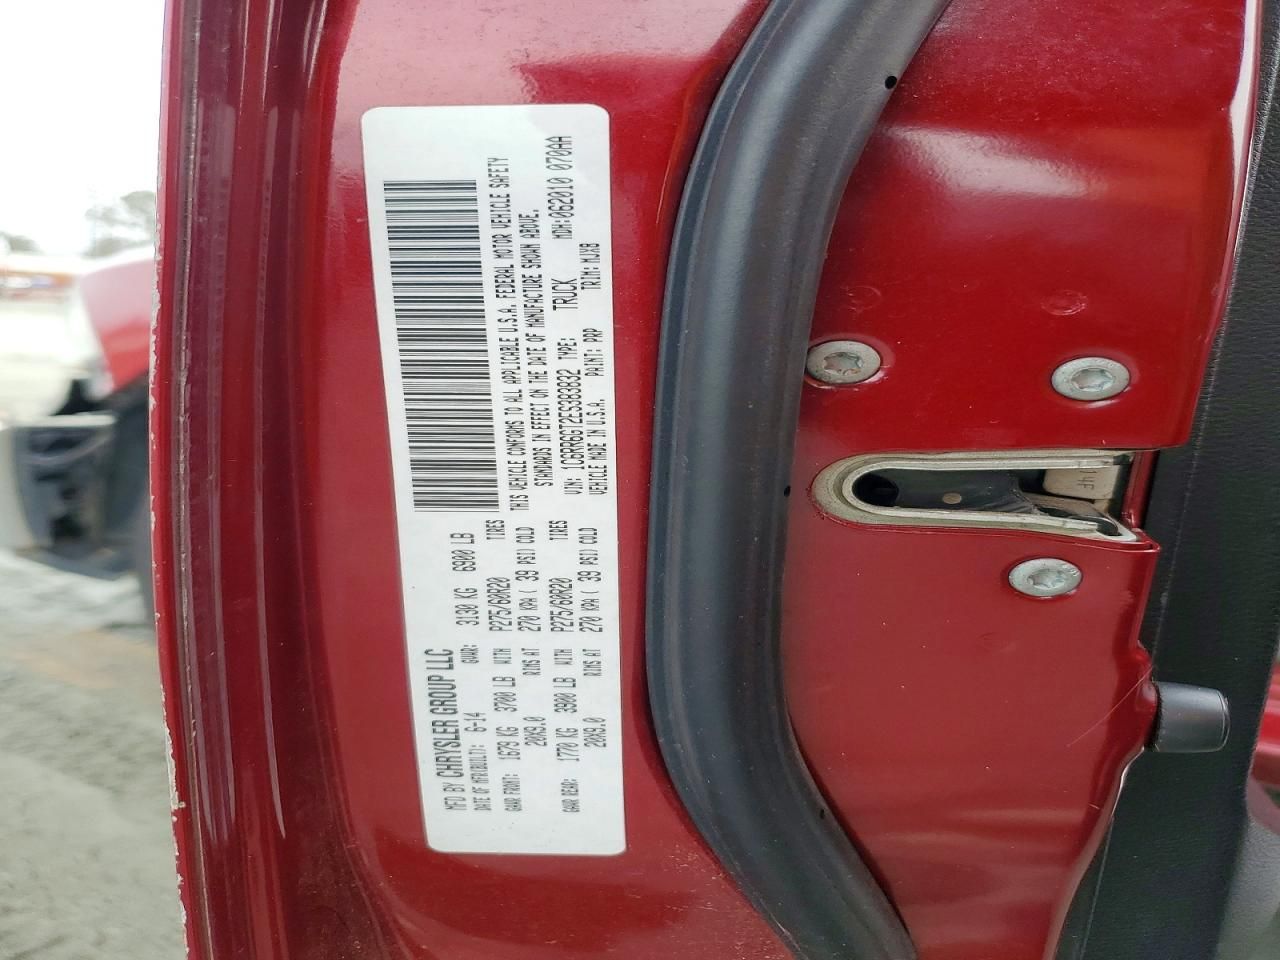 MFD BY CHRYSLER GROUP LLC
DATE OF MFR(BUILT): 6-14 GVWR: 3130 KG 6900 LB
GAWR FRONT: 1679 KG 3700 LB WITH P275/60R20 TIRES
20X9.0 RIMS AT 270 KPA ( 39 PSI) COLD
GAWR REAR: 1770 KG 3900 LB WITH P275/60R20 TIRES
20X9.0 RIMS AT 270 KPA ( 39 PSI) COLD
THIS VEHICLE CONFORMS TO ALL APPLICABLE U.S.A. FEDERAL MOTOR VEHICLE SAFETY
STANDARDS IN EFFECT ON THE DATE OF MANUFACTURE SHOWN ABOVE.
VIN: 1C6RR6GT2ES383832 TYPE: TRUCK MDH:062010 070AA
VEHICLE MADE IN U.S.A. PAINT: PRP TRIM: MJX8